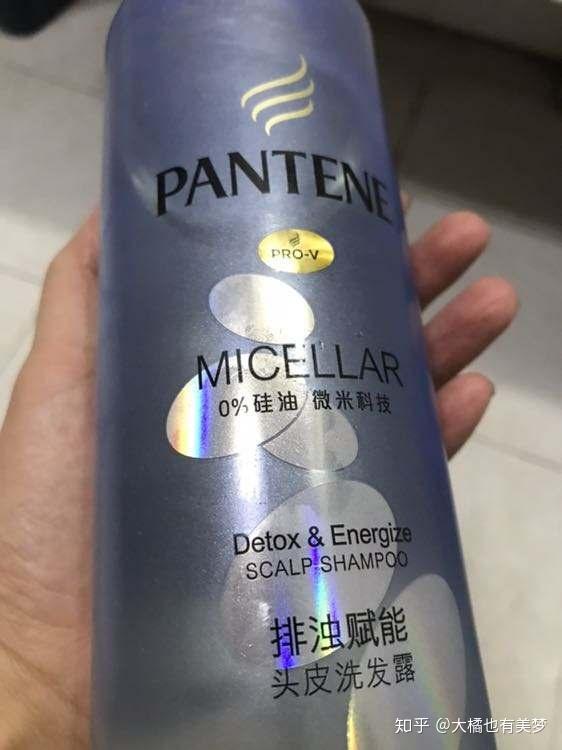 PANTENE
PRO-V
MICELLAR
0%硅油 微米科技
Detox & Energize
SCALP SHAMPOO
排浊赋能
头皮洗发露
知乎 @大橘也有美梦